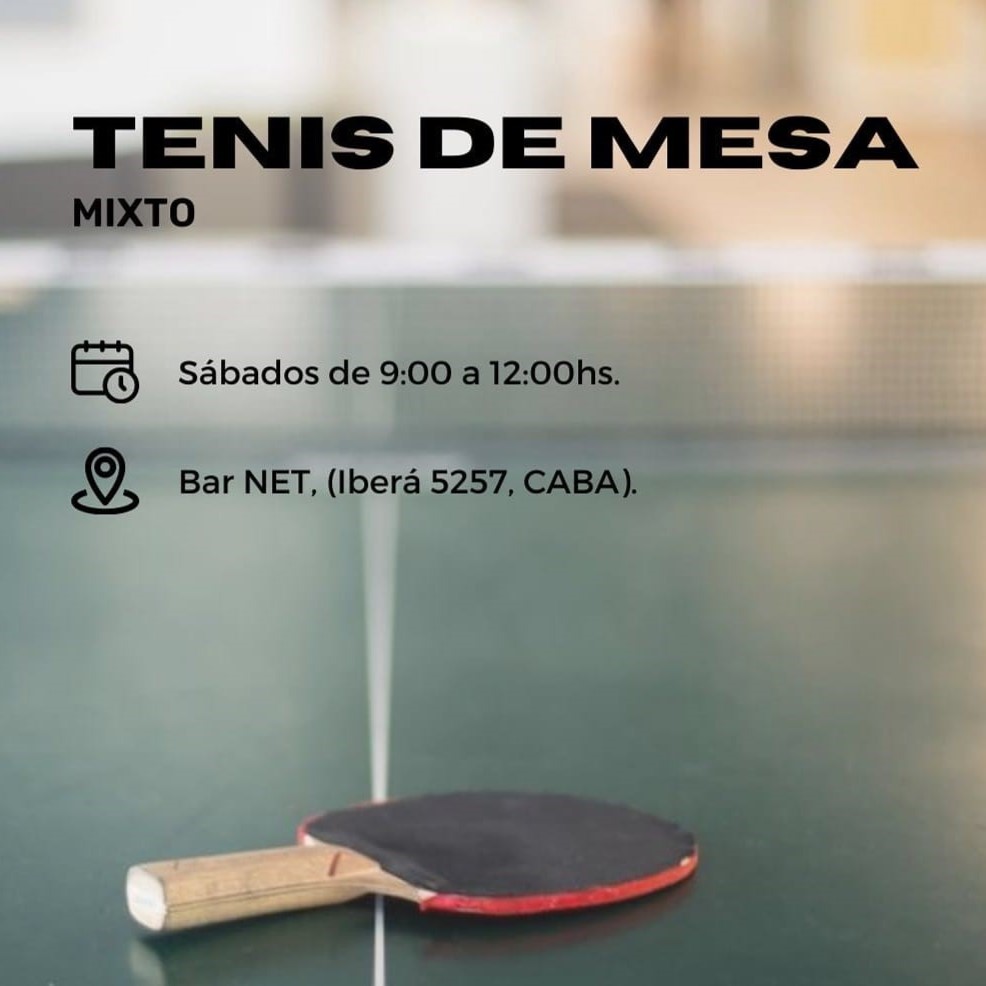 TENIS DE MESA
MIXTO
Sábados de 9:00 a 12:00hs.
Bar NET, (Iberá 5257, CABA).